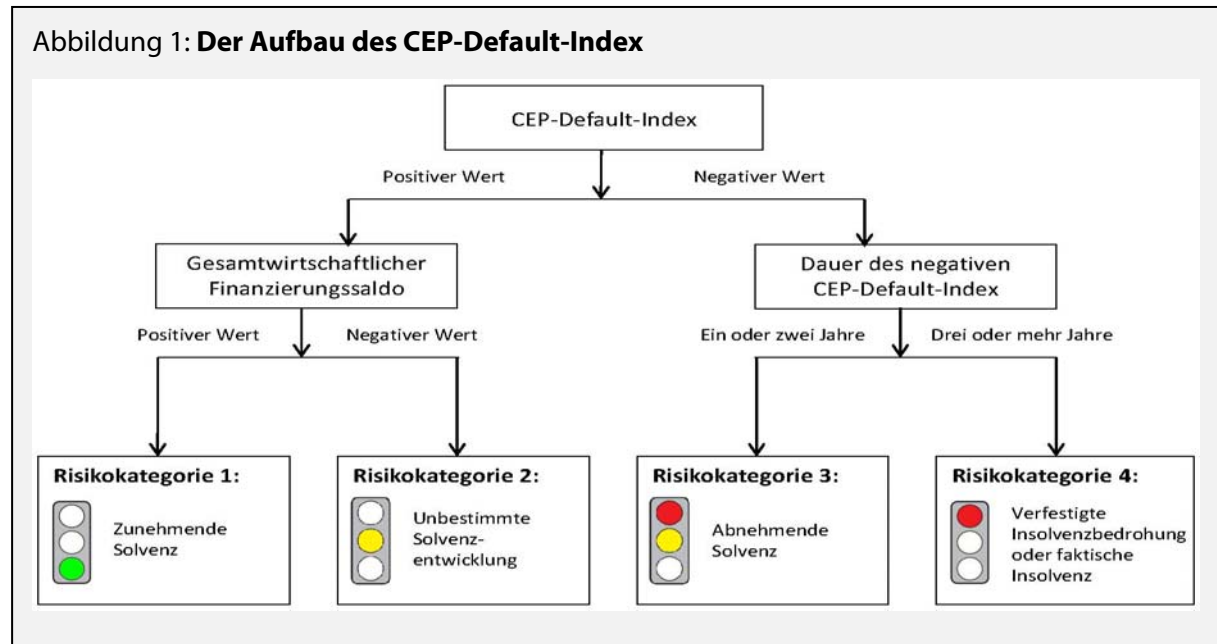 Abbildung 1: Der Aufbau des CEP-Default-Index
CEP-Default-Index
Positiver Wert
Negativer Wert
Gesamtwirtschaftlicher
Finanzierungssaldo
Dauer des negativen
CEP-Default-Index
Positiver Wert
Negativer Wert
Ein oder zwei Jahre
Drei oder mehr Jahre
Risikokategorie 1:
Zunehmende
Solvenz
Risikokategorie 2:
Unbestimmte
Solvenz-
entwicklung
Risikokategorie 3:
Abnehmende
Solvenz
Risikokategorie 4:
Verfestigte
Insolvenzbedrohung
oder faktische
Insolvenz